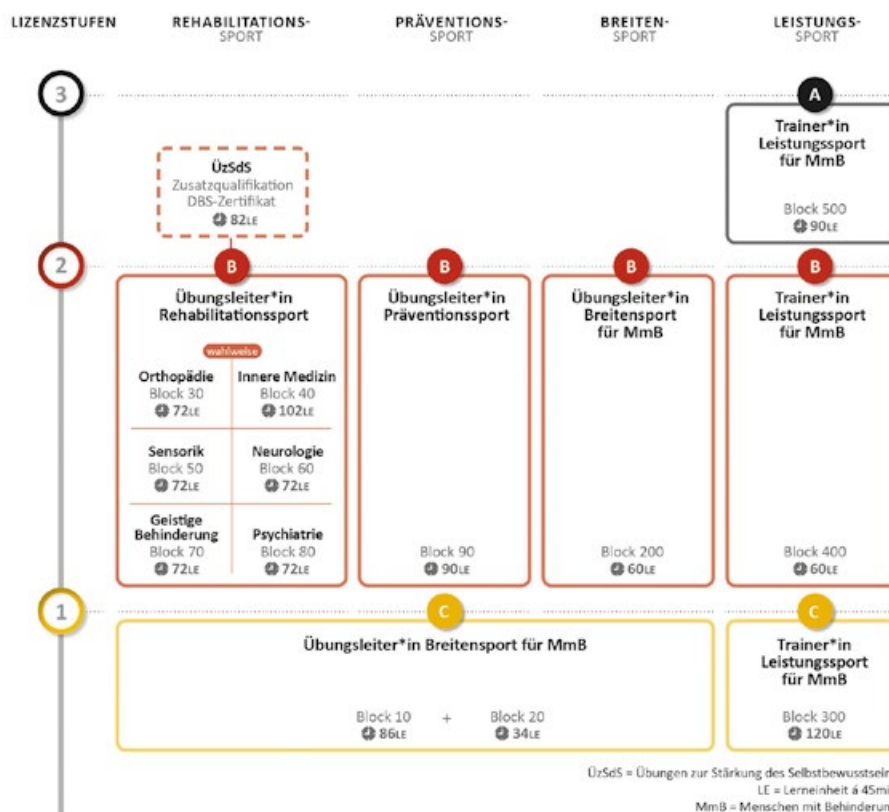 LIZENZSTUFEN
REHABILITATIONS-
SPORT
PRÄVENTIONS-
SPORT
BREITEN-
SPORT
LEISTUNGS-
SPORT
3
A
Trainer*in
Leistungssport
für MmB
Block 500
90LE
ÜzSdS
Zusatzqualifikation
DBS-Zertifikat
82LE
2
B
Übungsleiter*in
Rehabilitationssport
wahlweise
Orthopädie
Block 30
72LE
Innere Medizin
Block 40
102LE
Sensorik
Block 50
72LE
Neurologie
Block 60
72LE
Geistige
Behinderung
Block 70
72LE
Psychiatrie
Block 80
72LE
B
Übungsleiter*in
Präventionssport
Block 90
90LE
B
Übungsleiter*in
Breitensport
für MmB
Block 200
60LE
B
Trainer*in
Leistungssport
für MmB
Block 400
60LE
1
C
Übungsleiter*in Breitensport für MmB
Block 10 + Block 20
86LE 34LE
C
Trainer*in
Leistungssport
für MmB
Block 300
120LE
ÜzSdS = Übungen zur Stärkung des Selbstbewusstsein
LE = Lerneinheit á 45mi
MmB = Menschen mit Behinderun